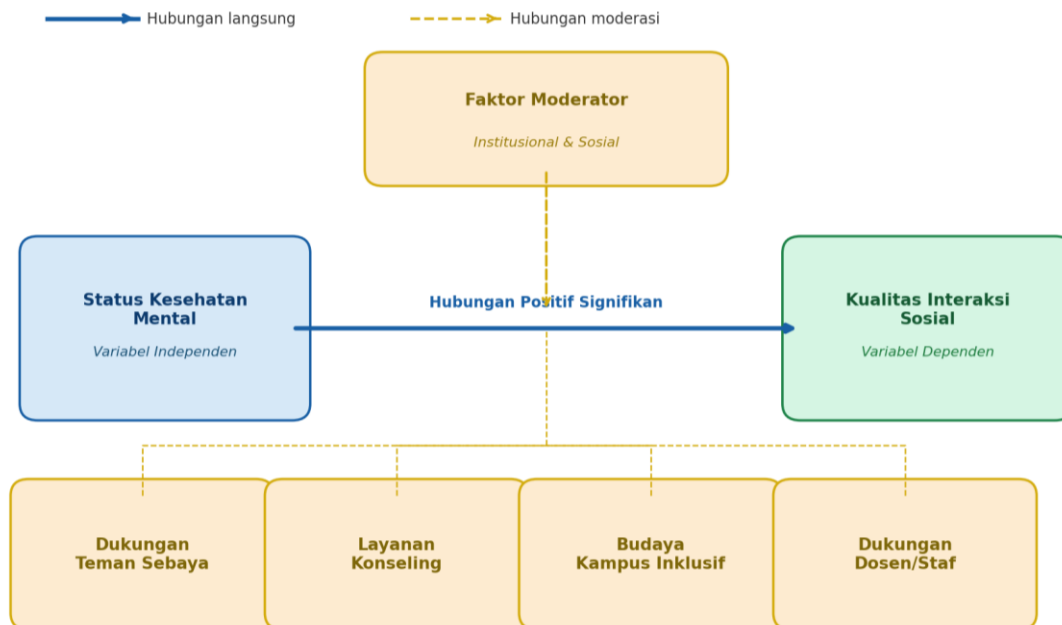 Hubungan langsung
Hubungan moderasi
Faktor Moderator
Institusional & Sosial
Status Kesehatan
Mental
Variabel Independen
Hubungan Positif Signifikan
Kualitas Interaksi
Sosial
Variabel Dependen
Dukungan
Teman Sebaya
Layanan
Konseling
Budaya
Kampus Inklusif
Dukungan
Dosen/Staf